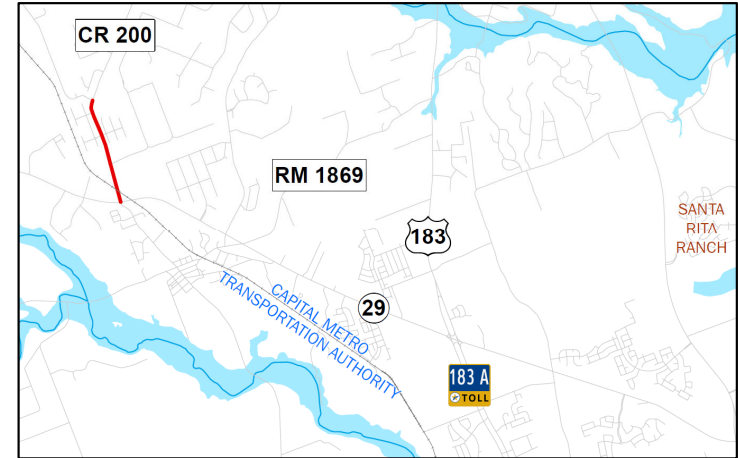 CR 200
RM 1869
183
SANTA
RITA
RANCH
29
CAPITAL METRO
TRANSPORTATION AUTHORITY
183 A
TOLL